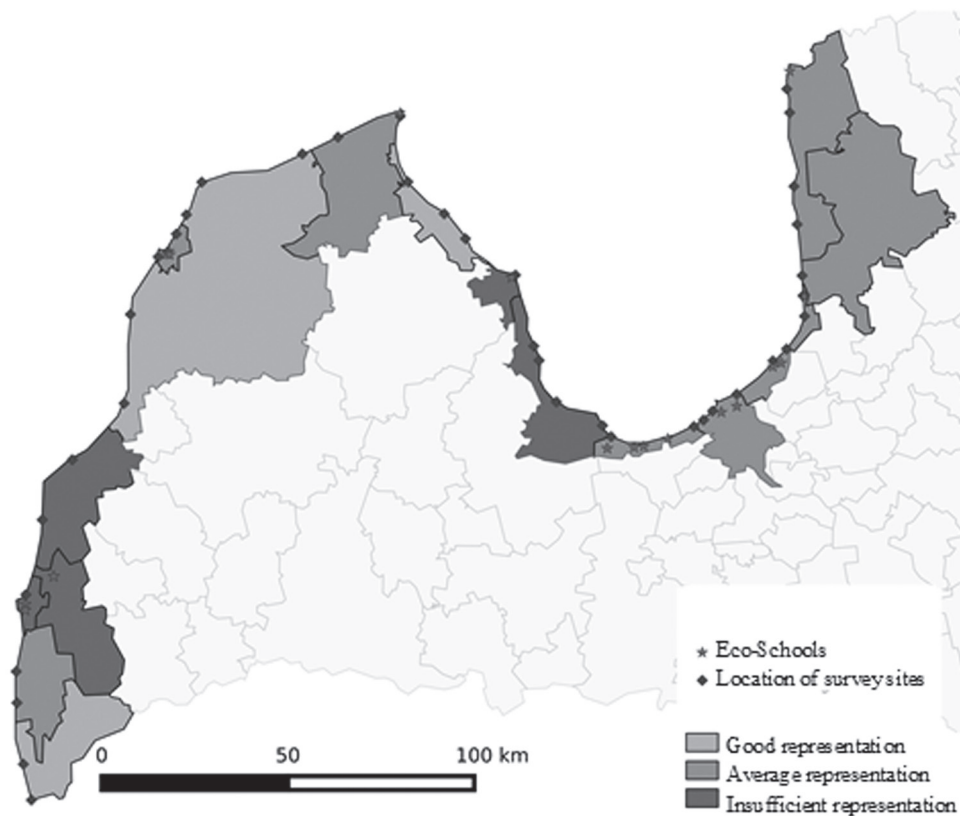 Eco-Schools
Location of survey sites
0 50 100 km
Good representation
Average representation
Insufficient representation